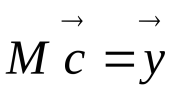 M c⃗ = y⃗